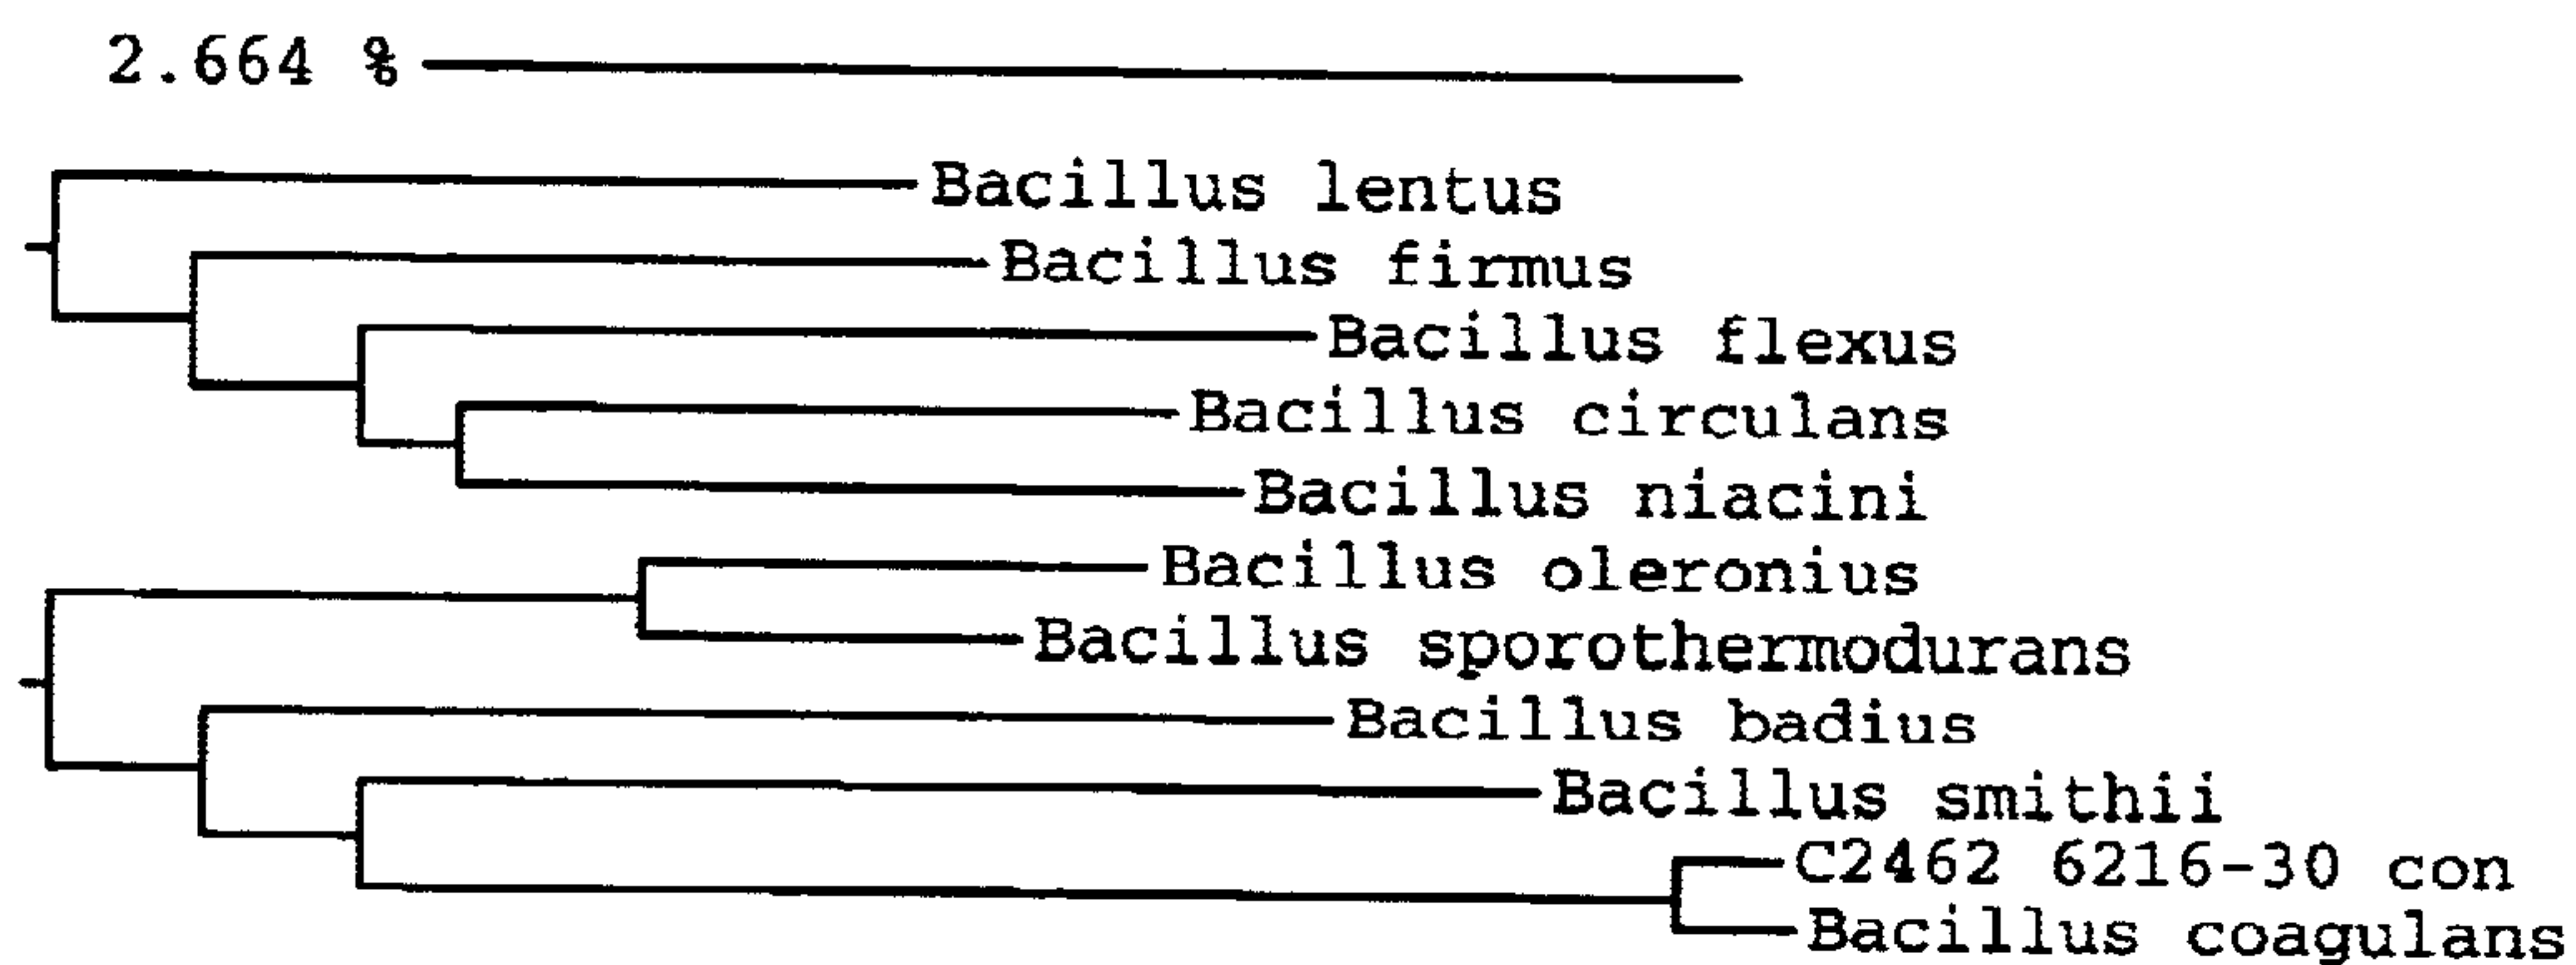 2.664 %
Bacillus lentus
Bacillus firmus
Bacillus flexus
Bacillus circulans
Bacillus niacini
Bacillus oleronius
Bacillus sporothermodurans
Bacillus badius
Bacillus smithii
C2462 6216-30 con
Bacillus coagulans